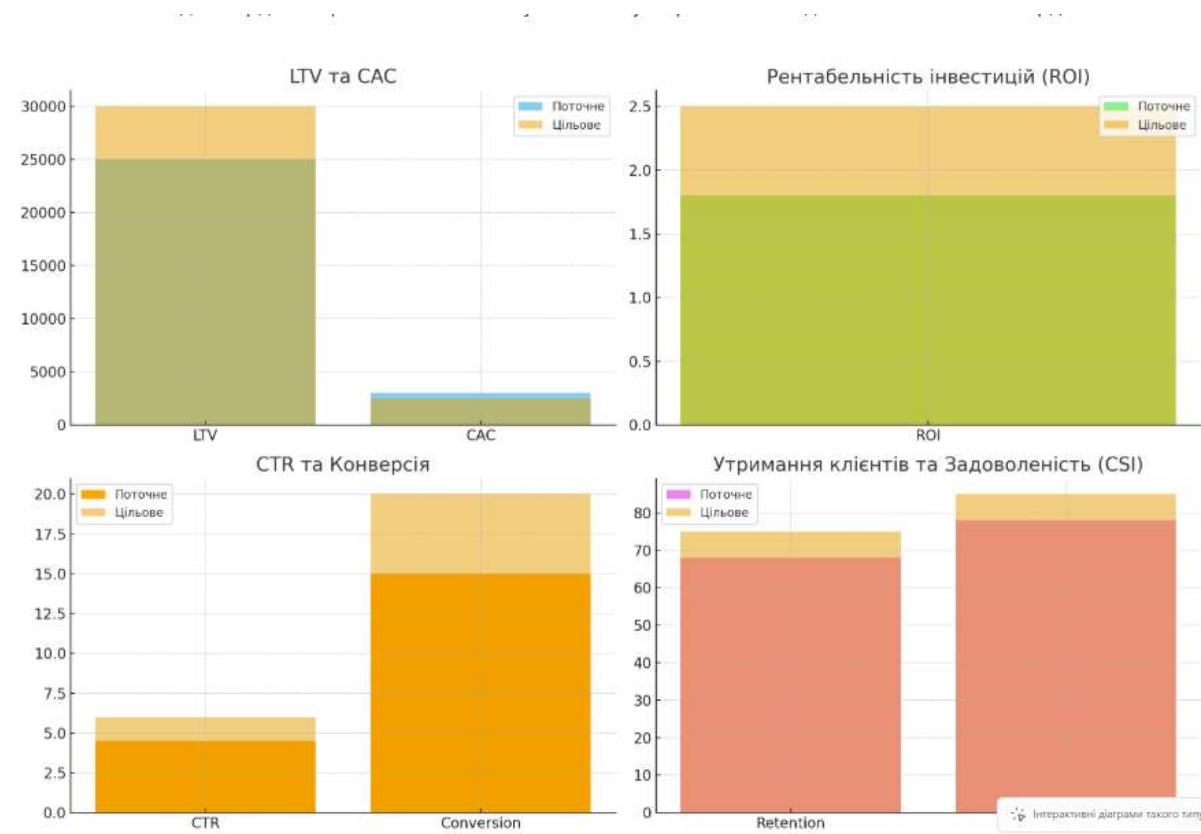 LTV та CAC
30000
25000
20000
15000
10000
5000
0
LTV
CAC
Поточне
Цільове
Рентабельність інвестицій (ROI)
2.5
2.0
1.5
1.0
0.5
0.0
ROI
Поточне
Цільове
CTR та Конверсія
20.0
17.5
15.0
12.5
10.0
7.5
5.0
2.5
0.0
CTR
Conversion
Поточне
Цільове
Утримання клієнтів та Задоволеність (CSI)
80
70
60
50
40
30
20
10
0
Retention
Поточне
Цільове
Інтерактивні діаграми такого типу